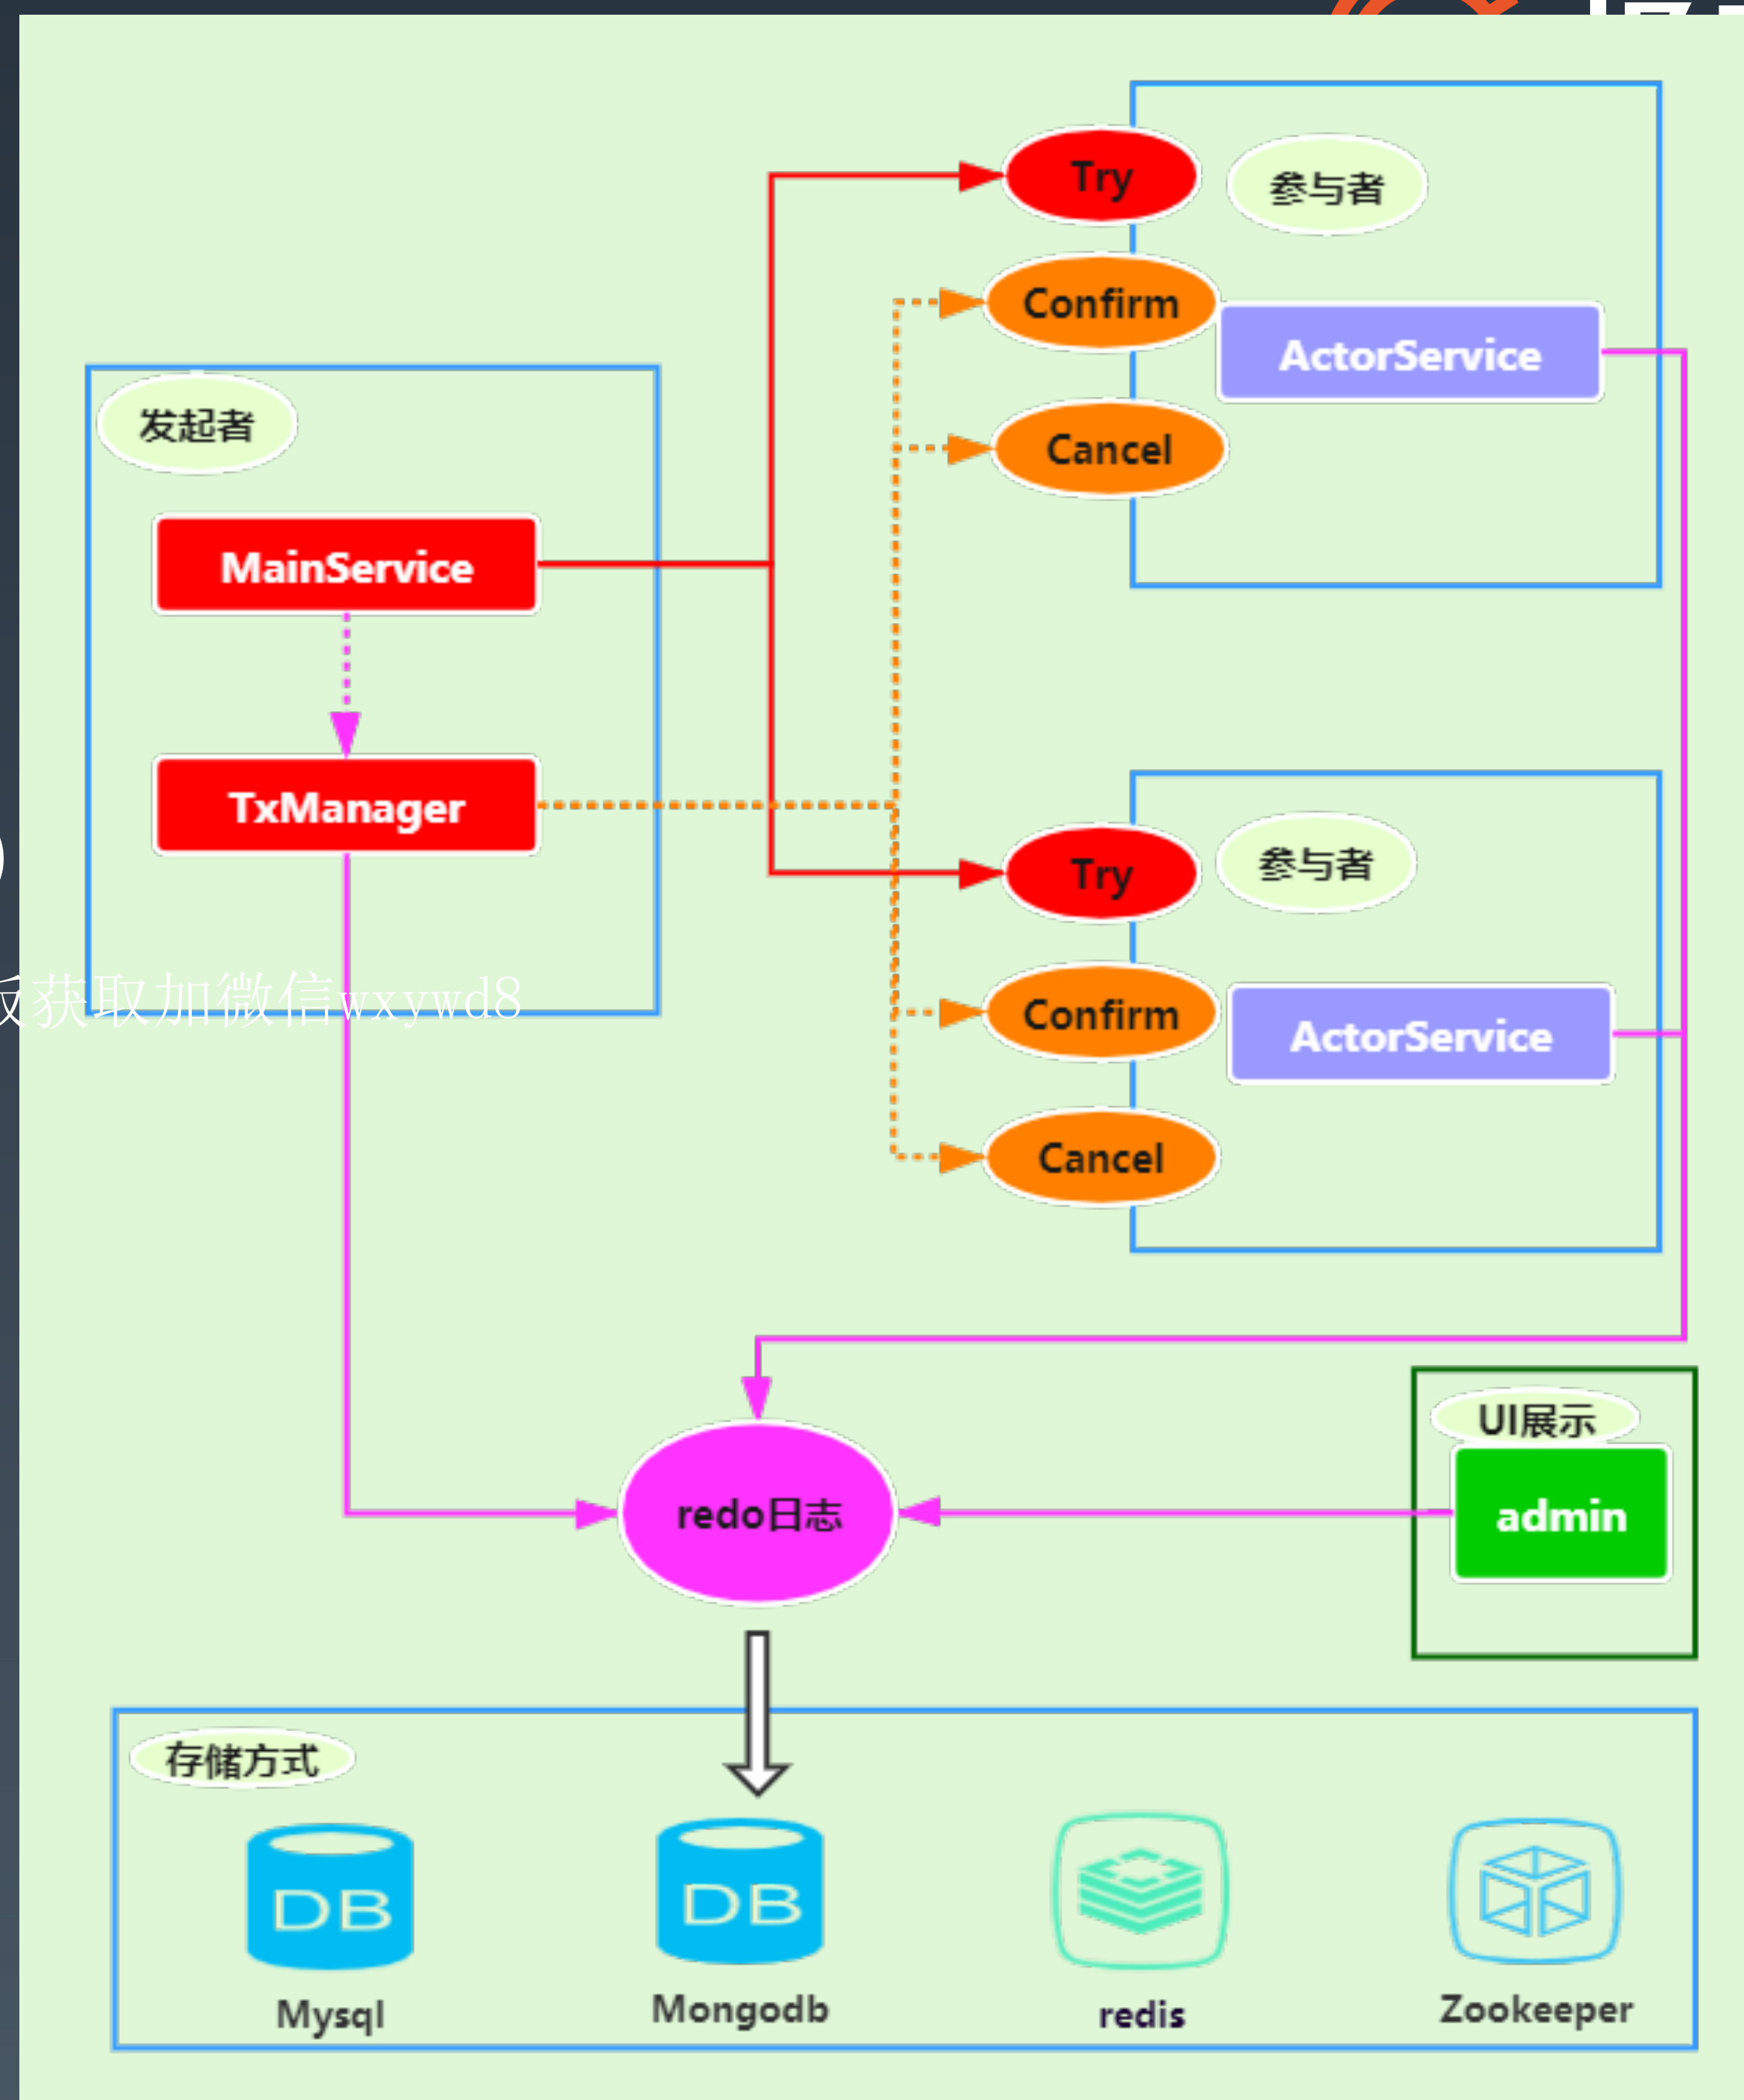 Try
参与者
Confirm
ActorService
Cancel
发起者
MainService
TxManager
Try
参与者
Confirm
ActorService
Cancel
获取加微信wxywd8
UI展示
redo日志
admin
存储方式
DB
DB
Mysql
Mongodb
redis
Zookeeper